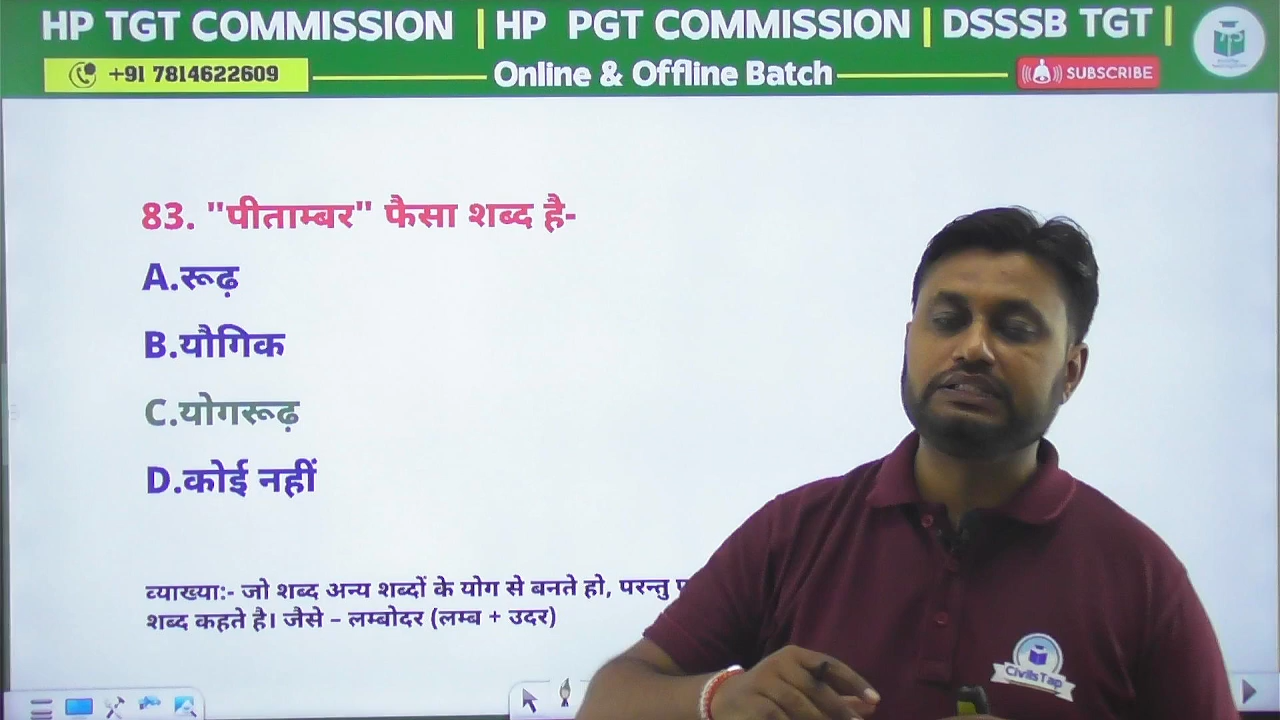 HP TGT COMMISSION | HP PGT COMMISSION | DSSSB TGT |
+91 7814622609
Online & Offline Batch
SUBSCRIBE
83. "पीताम्बर" फैसा शब्द है-
A.रूढ़
B.यौगिक
C.योगरूढ़
D.कोई नहीं
व्याख्या:- जो शब्द अन्य शब्दों के योग से बनते हो, परन्तु
शब्द कहते है। जैसे – लम्बोदर (लम्ब + उदर)
CivilsTap